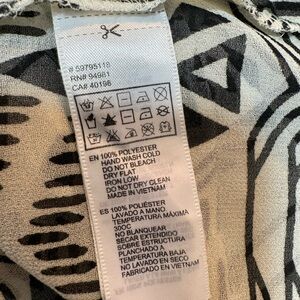 # 59795118
RN# 94981
CA# 40196
EN 100% POLYESTER
HAND WASH COLD
DO NOT BLEACH
DRY FLAT
IRON LOW
DO NOT DRY CLEAN
MADE IN VIETNAM
ES 100% POLIÉSTER
LAVADO A MANO,
TEMPERATURA MÁXIMA
30OC
NO BLANQUEAR
SECAR EXTENDIDO
SOBRE ESTRUCTURA
PLANCHADO A
TEMPERATURA BAJA
NO LAVADO EN SECO
FABRICADO EN VIETNAM